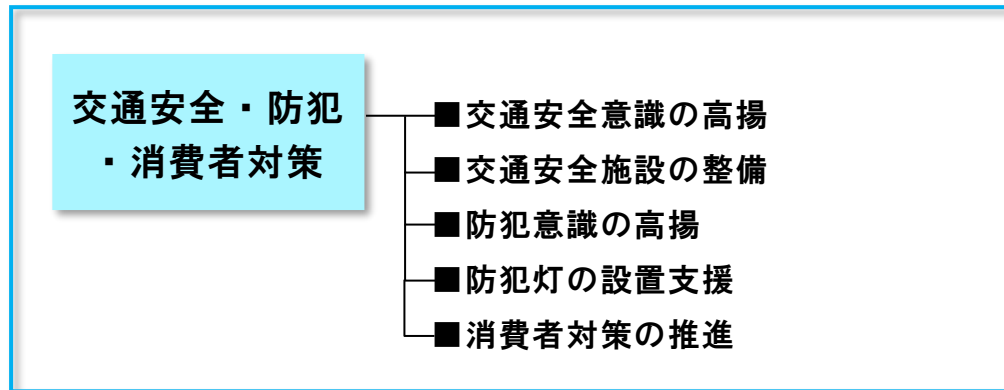 交通安全・防犯
・消費者対策
■交通安全意識の高揚
■交通安全施設の整備
■防犯意識の高揚
■防犯灯の設置支援
■消費者対策の推進